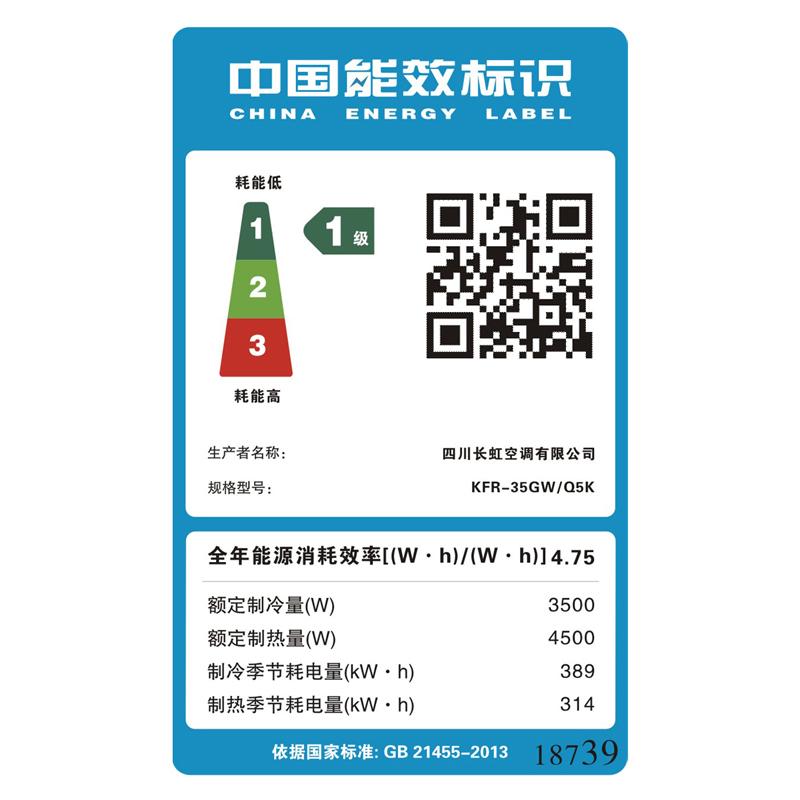 中国能效标识
CHINA ENERGY LABEL
耗能低
1
1级
2
3
耗能高
生产者名称: 四川长虹空调有限公司
规格型号: KFR-35GW/Q5K
全年能源消耗效率[(W·h)/(W·h)] 4.75
额定制冷量(W) 3500
额定制热量(W) 4500
制冷季节耗电量(kW·h) 389
制热季节耗电量(kW·h) 314
依据国家标准: GB 21455-2013 18739